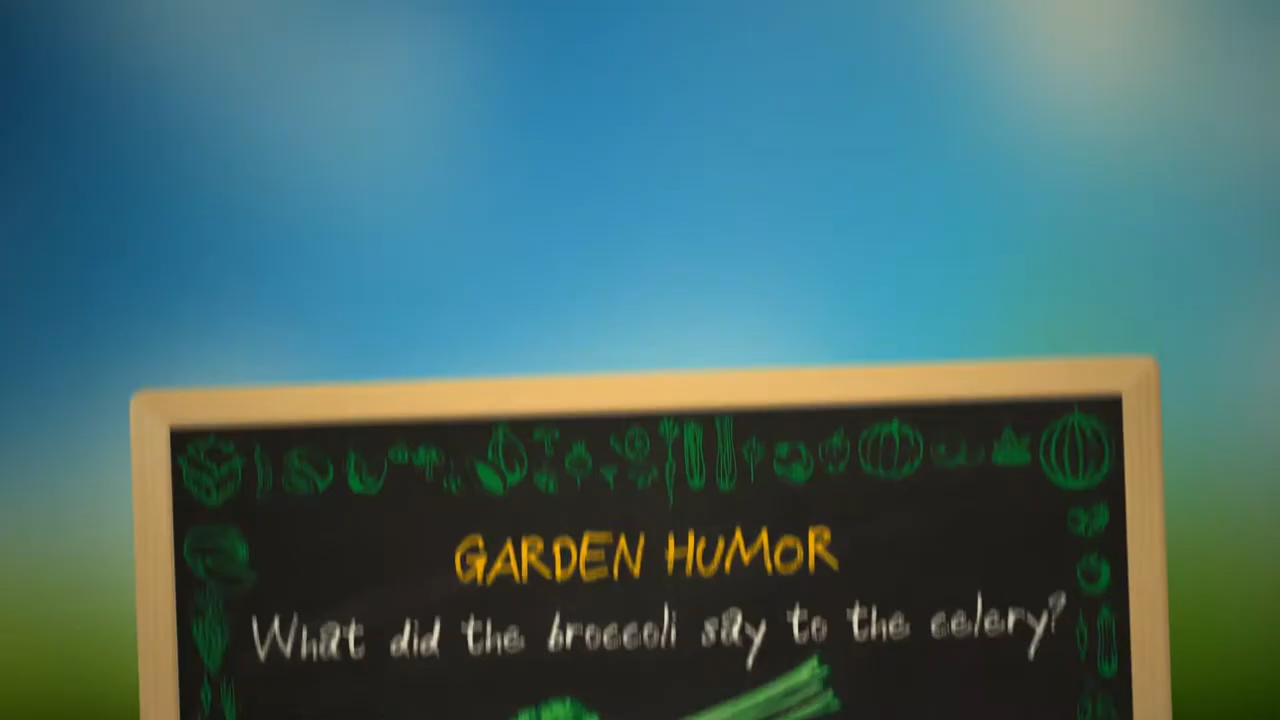 GARDEN HUMOR
What did the broccoli say to the celery?